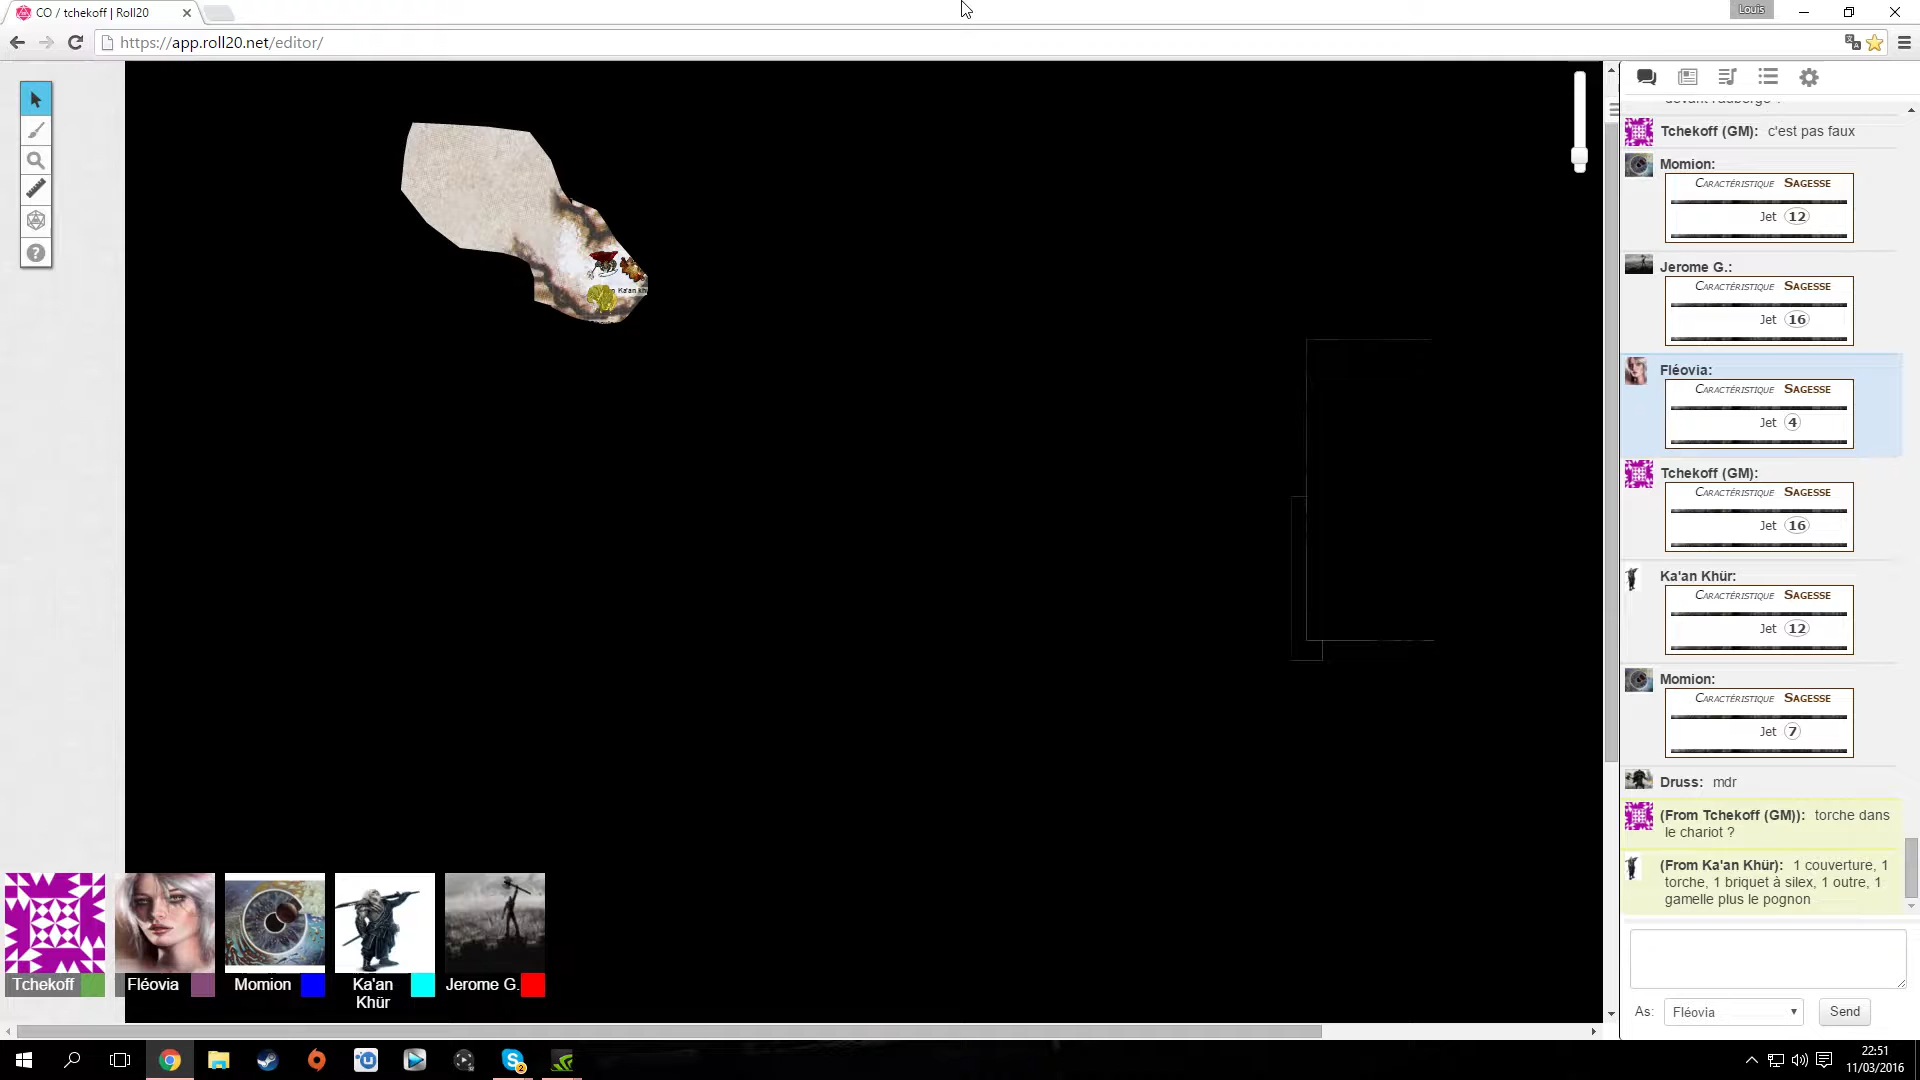 CO / tchekoff | Roll20
Louis
https://app.roll20.net/editor/
devant l'auberge ?
Tchekoff (GM): c'est pas faux
Momion:
Caractéristique Sagesse
Jet 12
Jerome G.:
Caractéristique Sagesse
Jet 16
Fléovia:
Caractéristique Sagesse
Jet 4
Tchekoff (GM):
Caractéristique Sagesse
Jet 16
Ka'an Khür:
Caractéristique Sagesse
Jet 12
Momion:
Caractéristique Sagesse
Jet 7
Druss: mdr
(From Tchekoff (GM)): torche dans
le chariot ?
(From Ka'an Khür): 1 couverture, 1
torche, 1 briquet à silex, 1 outre, 1
gamelle plus le pognon
As: Fléovia Send
Tchekoff
Fléovia
Momion
Ka'an
Khür
Jerome G.
2
22:51
11/03/2016